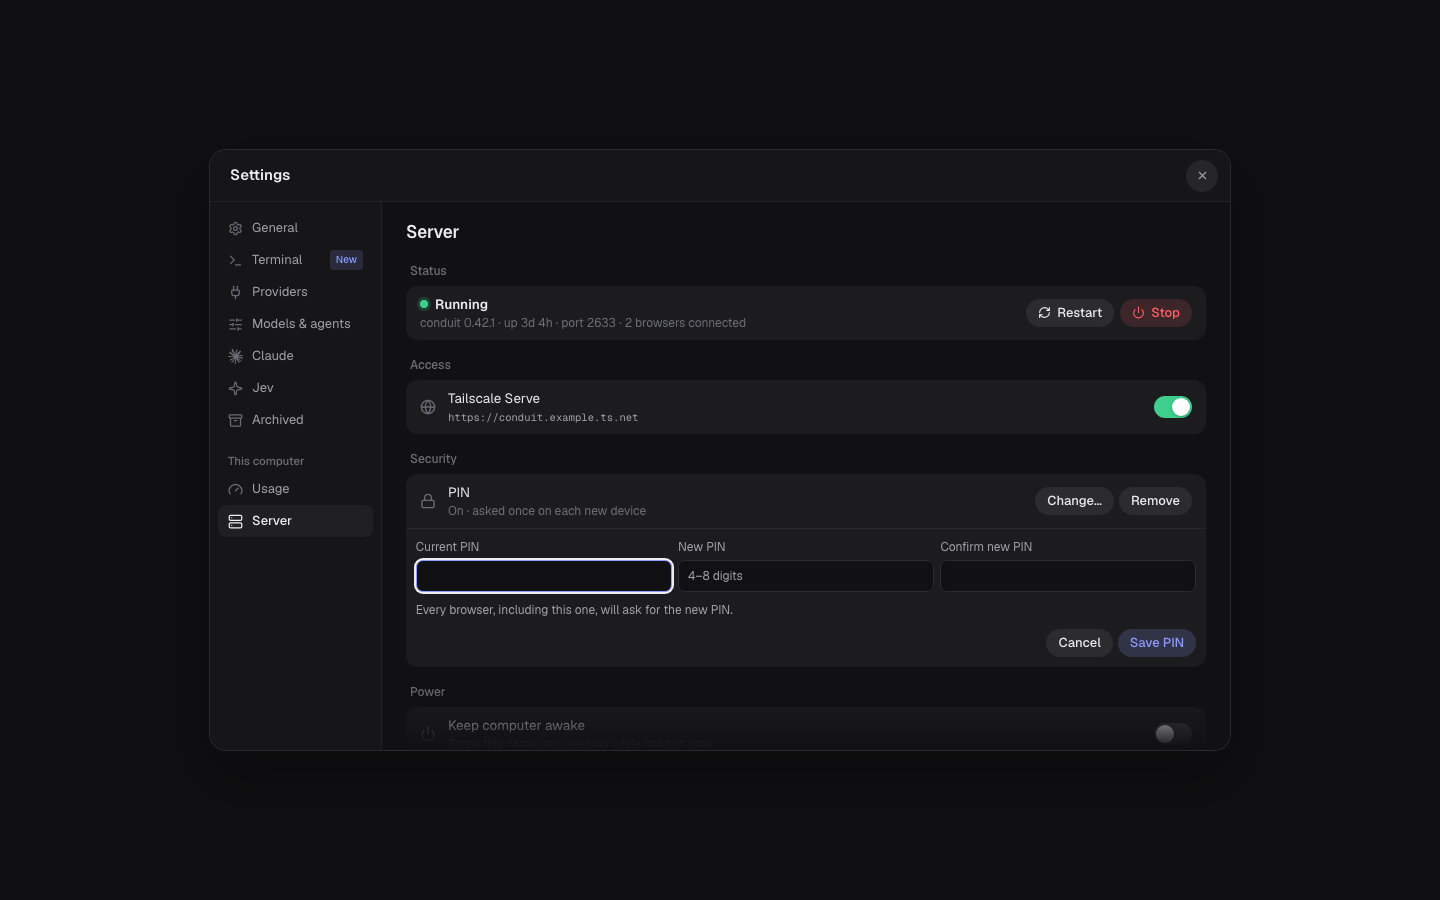 Settings
General
Terminal New
Providers
Models & agents
Claude
Jev
Archived
This computer
Usage
Server
Server
Status
Running
conduit 0.42.1 · up 3d 4h · port 2633 · 2 browsers connected
Restart
Stop
Access
Tailscale Serve
https://conduit.example.ts.net
Security
PIN
On · asked once on each new device
Change...
Remove
Current PIN
New PIN
Confirm new PIN
4–8 digits
Every browser, including this one, will ask for the new PIN.
Cancel
Save PIN
Power
Keep computer awake